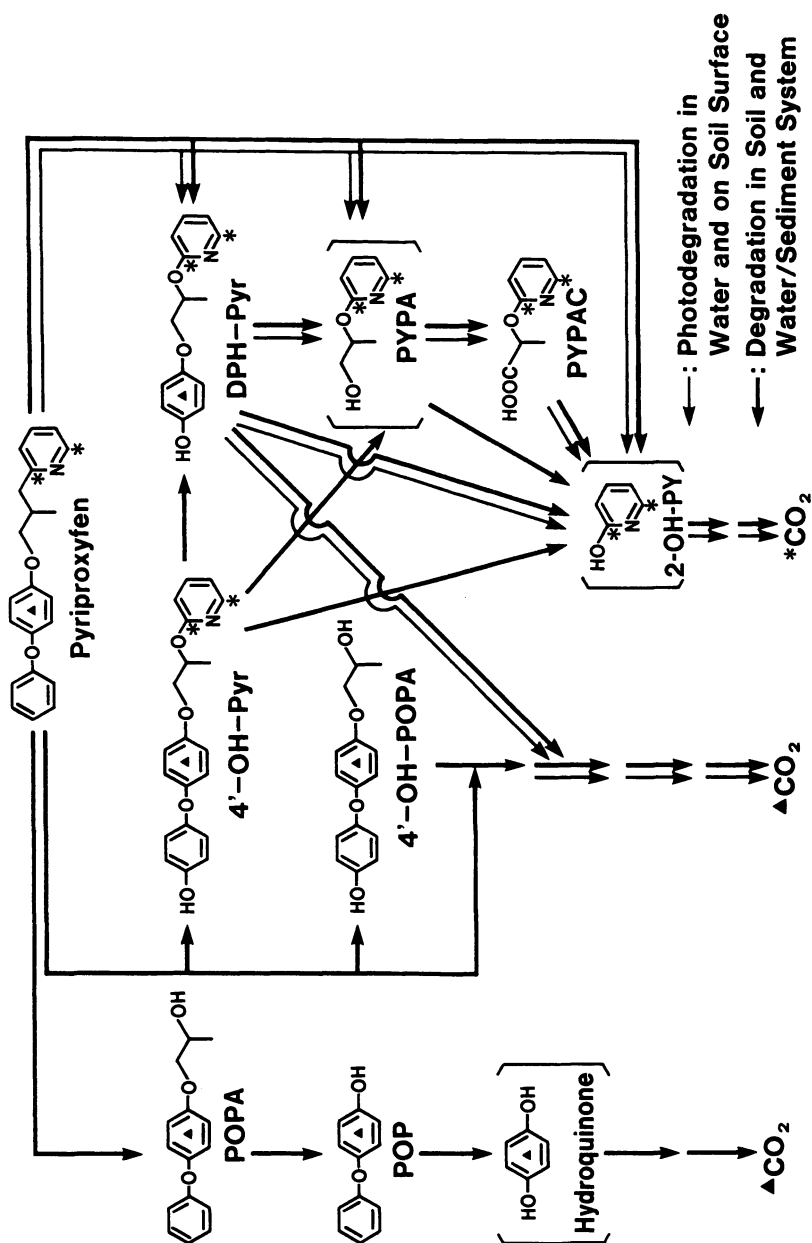 O O * N *
Pyriproxyfen
O O OH
POPA
HO O O O * N *
4'–OH–Pyr
HO O O * N *
DPH–Pyr
O OH
POP
HO O O OH
4'–OH–POPA
HO O * N *
PYPA
HOOC O * N *
PYPAC
HO OH
Hydroquinone
HO * N *
2-OH-PY
▲CO2
▲CO2
*CO2
→: Photodegradation in
Water and on Soil Surface
→: Degradation in Soil and
Water/Sediment System